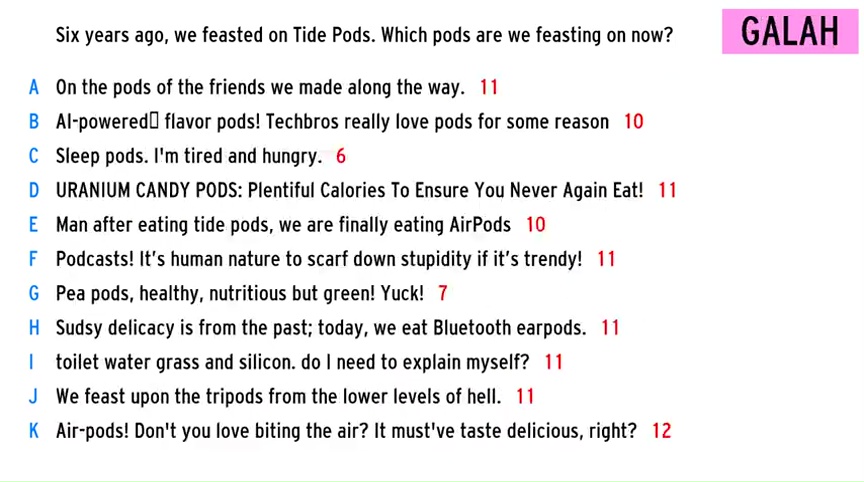 Six years ago, we feasted on Tide Pods. Which pods are we feasting on now?
GALAH
A On the pods of the friends we made along the way. 11
B AI-powered▯ flavor pods! Techbros really love pods for some reason 10
C Sleep pods. I'm tired and hungry. 6
D URANIUM CANDY PODS: Plentiful Calories To Ensure You Never Again Eat! 11
E Man after eating tide pods, we are finally eating AirPods 10
F Podcasts! It’s human nature to scarf down stupidity if it’s trendy! 11
G Pea pods, healthy, nutritious but green! Yuck! 7
H Sudsy delicacy is from the past; today, we eat Bluetooth earpods. 11
I toilet water grass and silicon. do I need to explain myself? 11
J We feast upon the tripods from the lower levels of hell. 11
K Air-pods! Don't you love biting the air? It must've taste delicious, right? 12